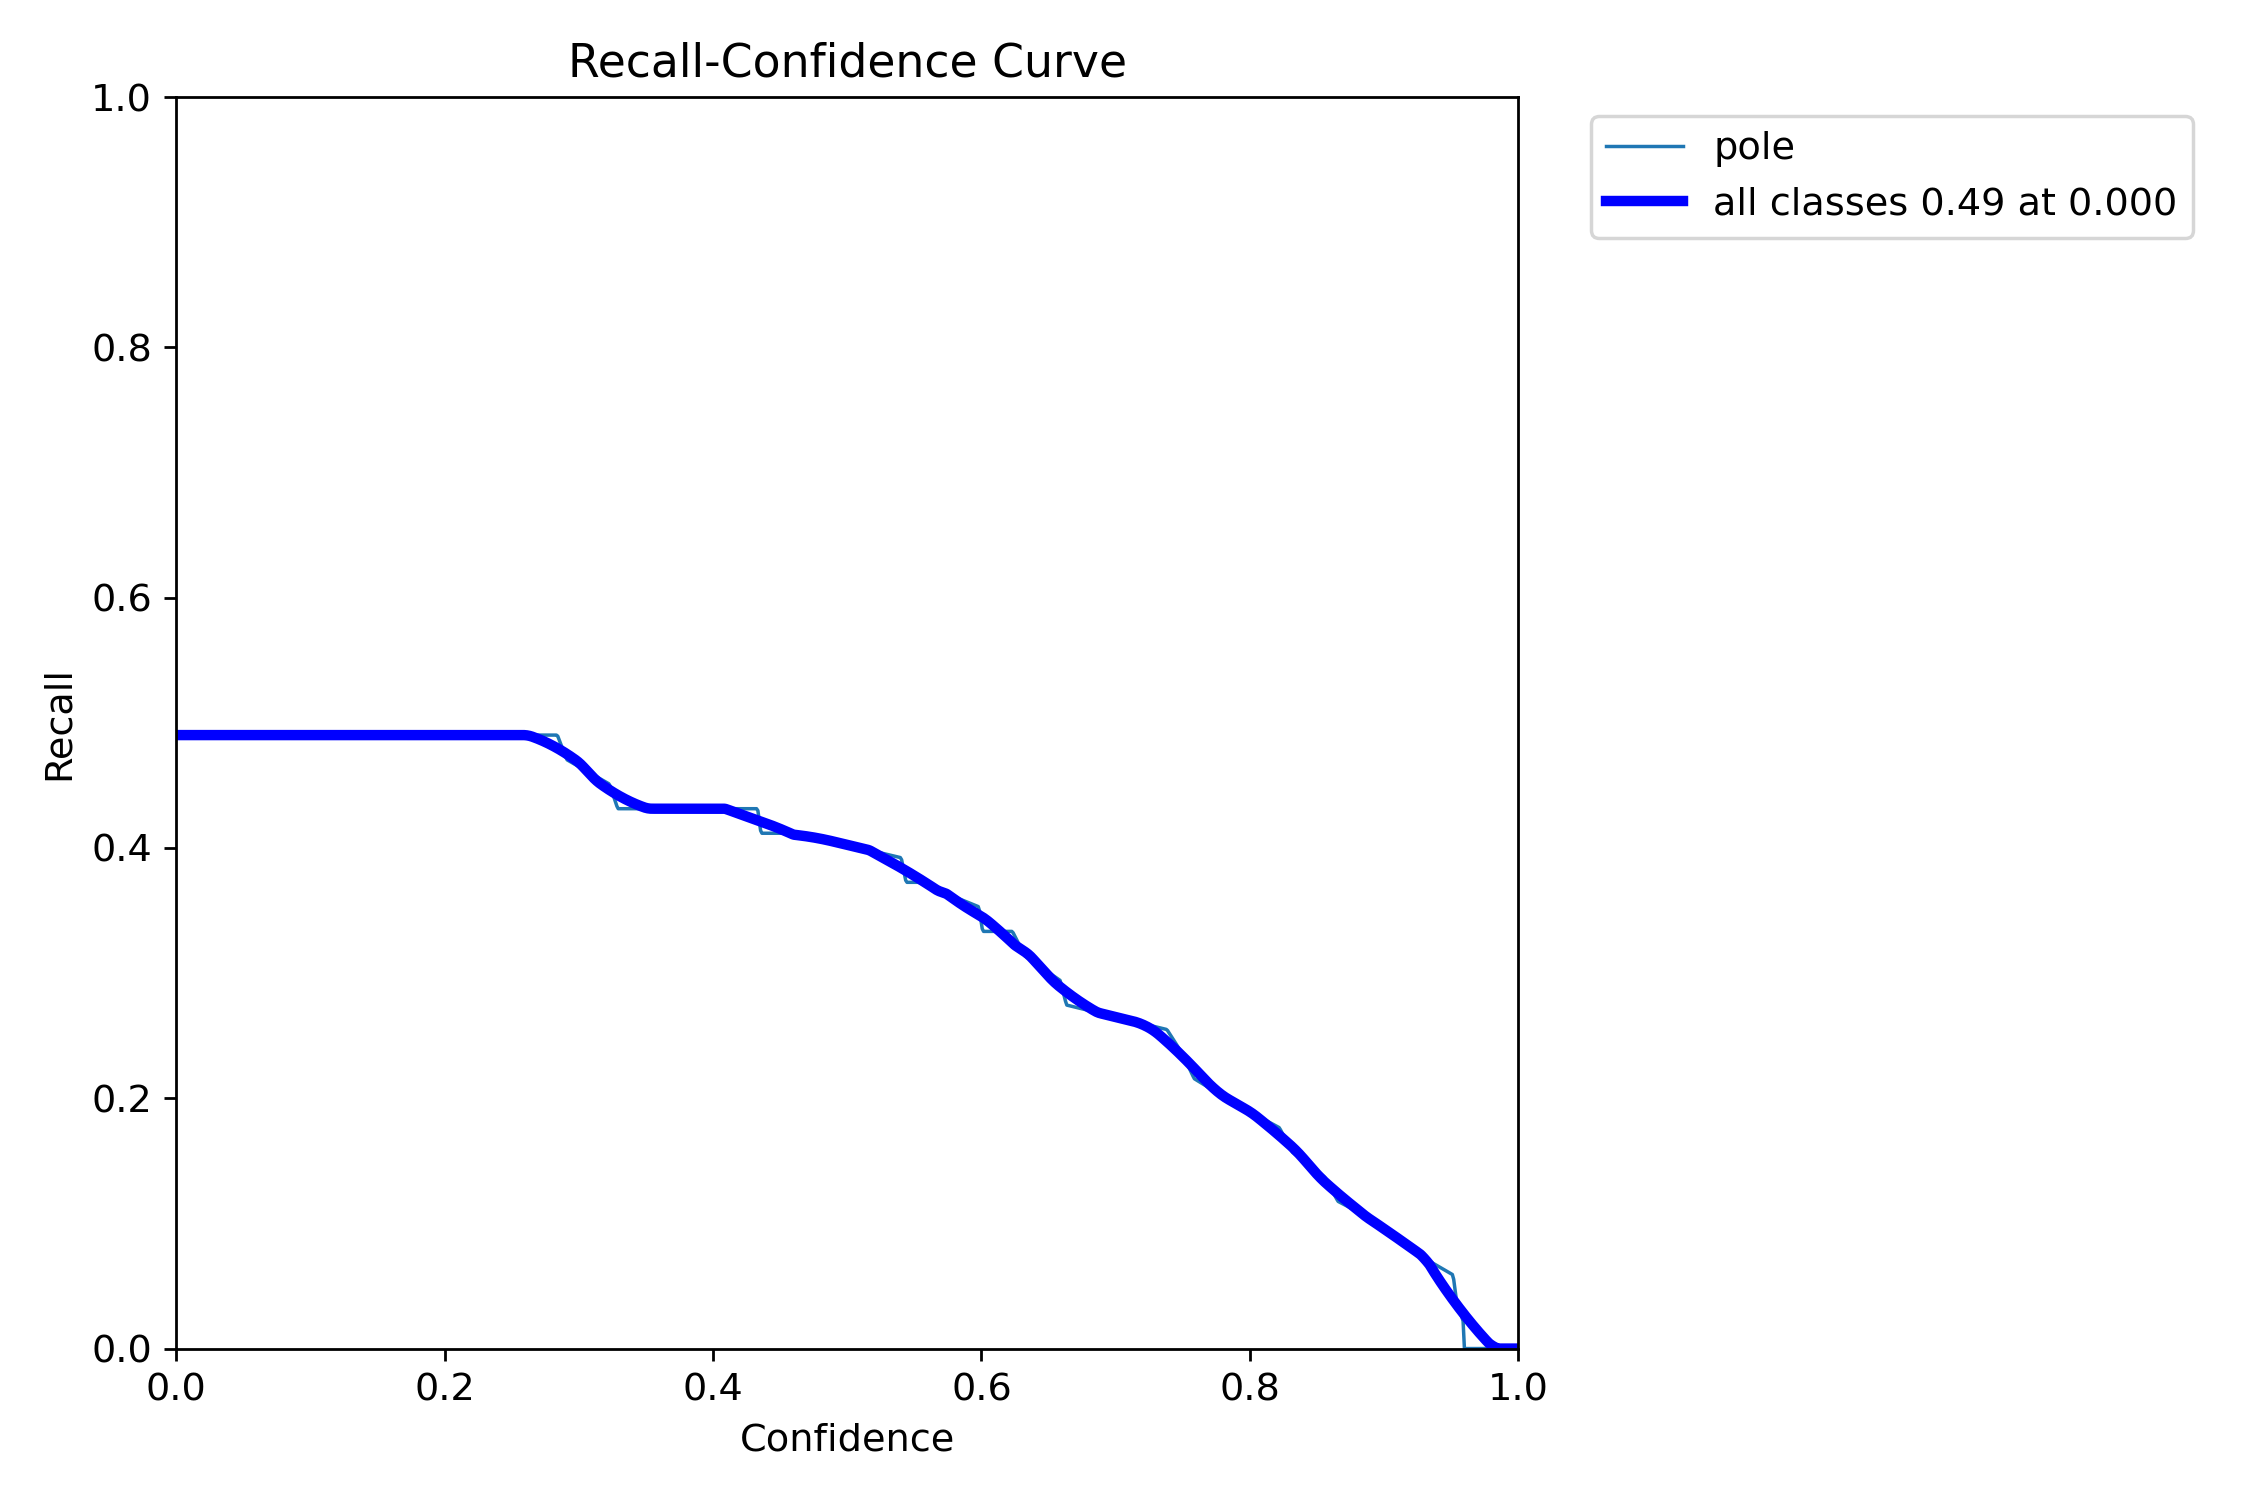 Recall-Confidence Curve
1.0
0.8
0.6
0.4
0.2
0.0
Recall
0.0 0.2 0.4 0.6 0.8 1.0
Confidence
pole
all classes 0.49 at 0.000